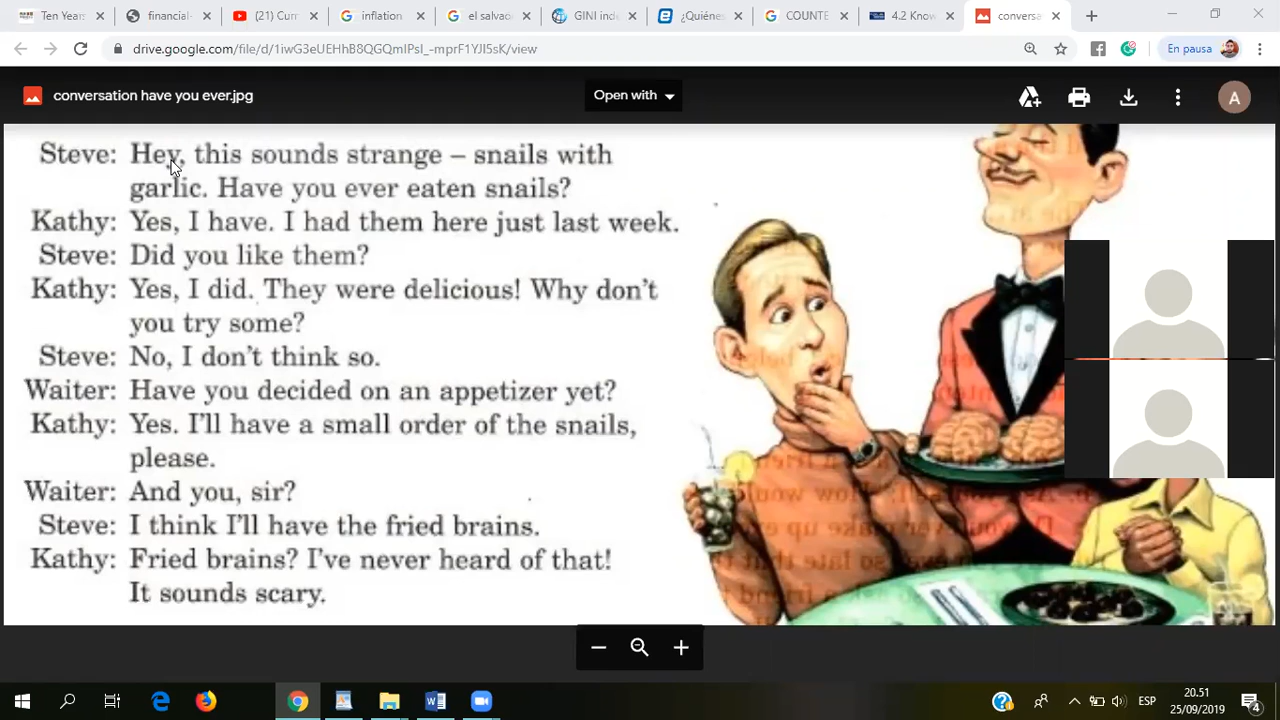 Ten Years
financial-
(21
inflatio
el salvado
GINI ind
¿Quiéne
COUNTE
4.2 Know
conversa
drive.google.com/file/d/1iwG3eUEHhB8QGQmIPsI_-mprF1YJI5sK/view
En pausa
conversation have you ever.jpg
Open with
A
Steve: Hey, this sounds strange – snails with
garlic. Have you ever eaten snails?
Kathy: Yes, I have. I had them here just last week.
Steve: Did you like them?
Kathy: Yes, I did. They were delicious! Why don't
you try some?
Steve: No, I don't think so.
Waiter: Have you decided on an appetizer yet?
Kathy: Yes. I'll have a small order of the snails,
please.
Waiter: And you, sir?
Steve: I think I'll have the fried brains.
Kathy: Fried brains? I've never heard of that!
It sounds scary.
ESP
20.51
25/09/2019
4